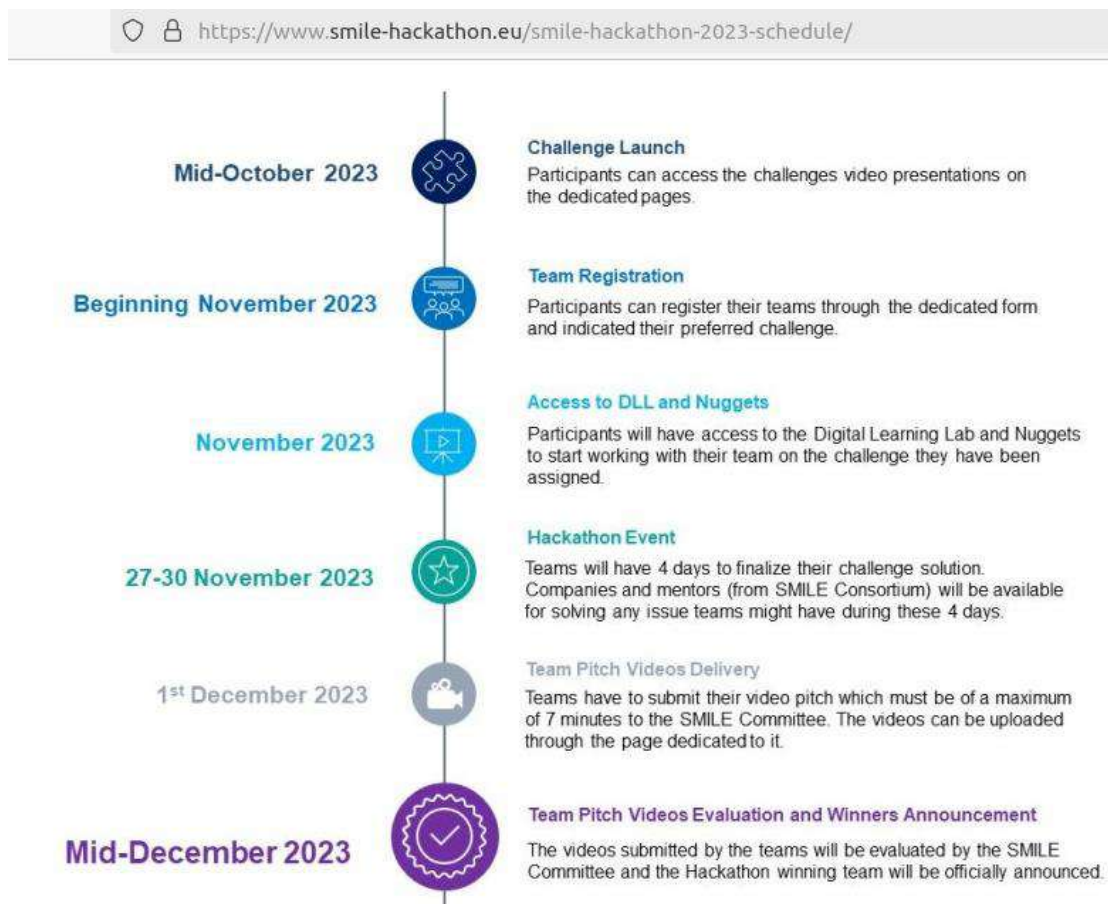 https://www.smile-hackathon.eu/smile-hackathon-2023-schedule/
Mid-October 2023
Challenge Launch
Participants can access the challenges video presentations on
the dedicated pages.
Beginning November 2023
Team Registration
Participants can register their teams through the dedicated form
and indicated their preferred challenge.
November 2023
Access to DLL and Nuggets
Participants will have access to the Digital Learning Lab and Nuggets
to start working with their team on the challenge they have been
assigned.
27-30 November 2023
Hackathon Event
Teams will have 4 days to finalize their challenge solution.
Companies and mentors (from SMILE Consortium) will be available
for solving any issue teams might have during these 4 days.
1st December 2023
Team Pitch Videos Delivery
Teams have to submit their video pitch which must be of a maximum
of 7 minutes to the SMILE Committee. The videos can be uploaded
through the page dedicated to it.
Mid-December 2023
Team Pitch Videos Evaluation and Winners Announcement
The videos submitted by the teams will be evaluated by the SMILE
Committee and the Hackathon winning team will be officially announced.